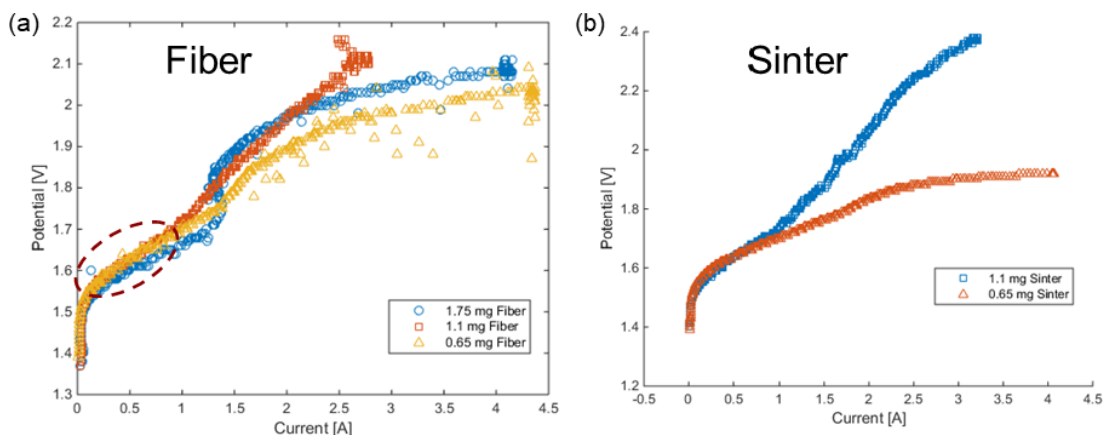 (a)
Fiber
2.2
2.1
2
1.9
1.8
1.7
1.6
1.5
1.4
1.3
Potential [V]
1.75 mg Fiber
1.1 mg Fiber
0.65 mg Fiber
0 0.5 1 1.5 2 2.5 3 3.5 4 4.5
Current [A]
(b)
Sinter
2.4
2.2
2
1.8
1.6
1.4
1.2
Potential [V]
1.1 mg Sinter
0.65 mg Sinter
-0.5 0 0.5 1 1.5 2 2.5 3 3.5 4 4.5
Current [A]